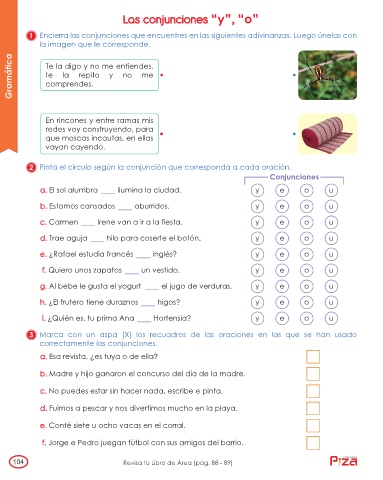 Las conjunciones "y", "o"
1 Encierra las conjunciones que encuentres en las siguientes adivinanzas. Luego únelas con
la imagen que le corresponde.
Gramática
Te la digo y no me entiendes,
te la repito y no me
comprendes.
En rincones y entre ramas mis
redes voy construyendo, para
que moscas incautas, en ellas
vayan cayendo.
2 Pinta el círculo según la conjunción que corresponda a cada oración.
Conjunciones
a. El sol alumbra ____ ilumina la ciudad. y e o u
b. Estamos cansados ____ aburridos. y e o u
c. Carmen ____ Irene van a ir a la fiesta. y e o u
d. Trae aguja ____ hilo para coserte el botón. y e o u
e. ¿Rafael estudia francés ____ inglés? y e o u
f. Quiero unos zapatos ____ un vestido. y e o u
g. Al bebe le gusta el yogurt ____ el jugo de verduras. y e o u
h. ¿El frutero tiene duraznos ____ higos? y e o u
i. ¿Quién es, tu prima Ana ____ Hortensia? y e o u
3 Marca con un aspa (X) los recuadros de las oraciones en las que se han usado
correctamente las conjunciones.
a. Esa revista, ¿es tuya o de ella?
b. Madre y hijo ganaron el concurso del día de la madre.
c. No puedes estar sin hacer nada, escribe e pinta.
d. Fuimos a pescar y nos divertimos mucho en la playa.
e. Conté siete u ocho vacas en el corral.
f. Jorge e Pedro juegan fútbol con sus amigos del barrio.
104
Revisa tu Libro de Área (pág. 88 - 89)